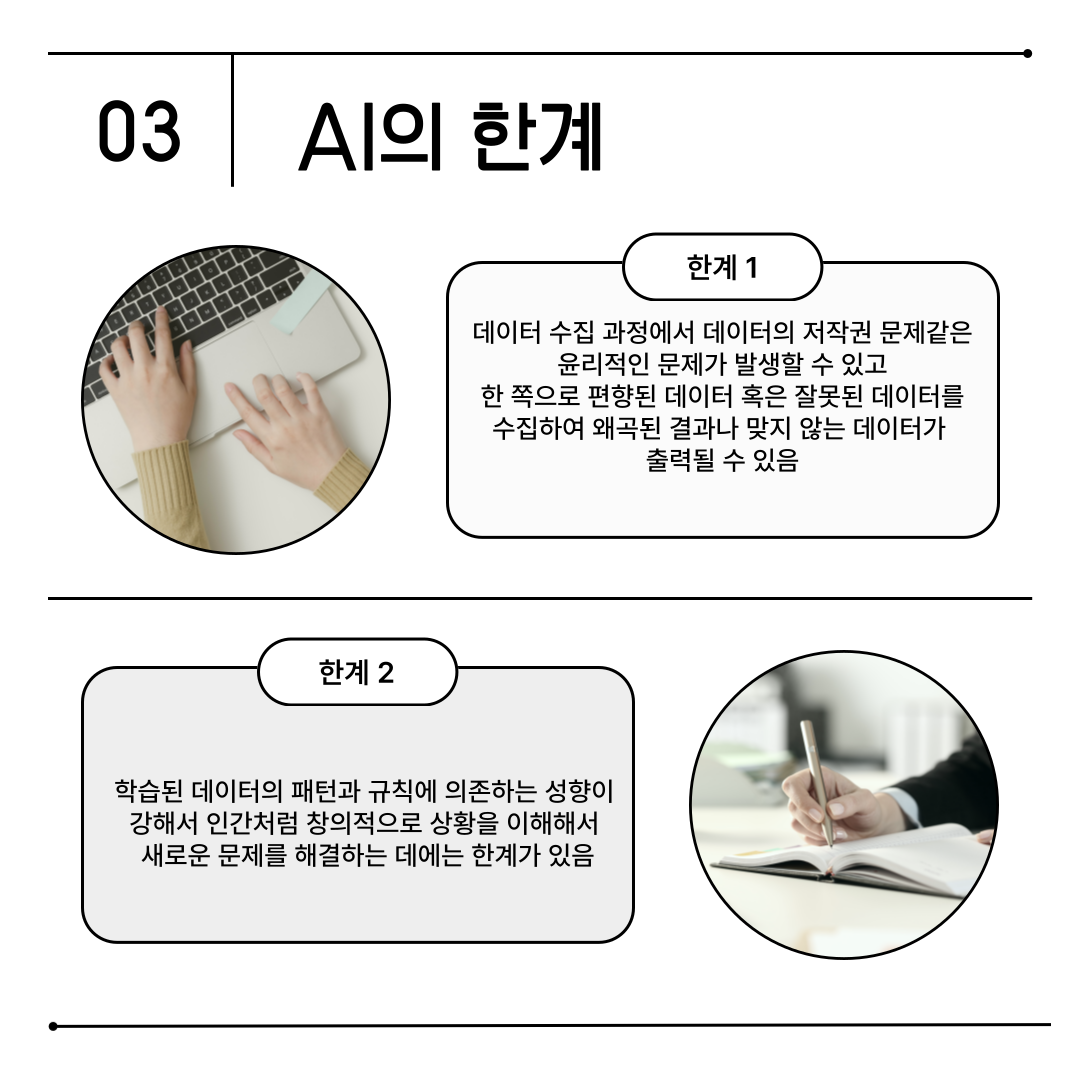 03
AI의 한계
한계 1
데이터 수집 과정에서 데이터의 저작권 문제같은
윤리적인 문제가 발생할 수 있고
한 쪽으로 편향된 데이터 혹은 잘못된 데이터를
수집하여 왜곡된 결과나 맞지 않는 데이터가
출력될 수 있음
한계 2
학습된 데이터의 패턴과 규칙에 의존하는 성향이
강해서 인간처럼 창의적으로 상황을 이해해서
새로운 문제를 해결하는 데에는 한계가 있음